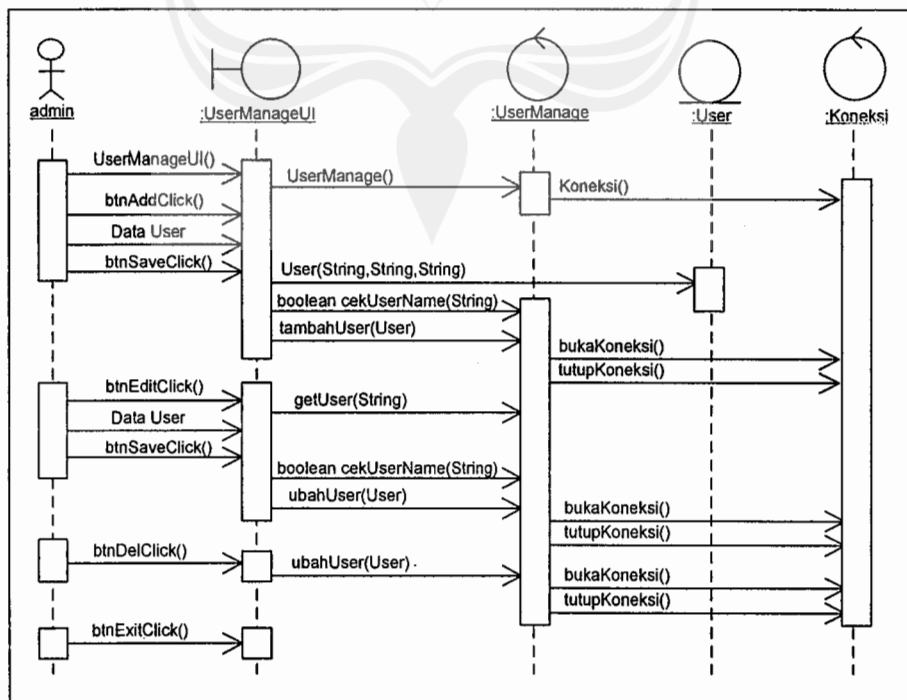 admin
:UserManageUI
:UserManage
:User
:Koneksi
UserManageUI()
UserManage()
Koneksi()
btnAddClick()
Data User
btnSaveClick()
User(String,String,String)
boolean cekUserName(String)
tambahUser(User)
bukaKoneksi()
tutupKoneksi()
btnEditClick()
getUser(String)
Data User
btnSaveClick()
boolean cekUserName(String)
ubahUser(User)
bukaKoneksi()
tutupKoneksi()
btnDelClick()
ubahUser(User)
bukaKoneksi()
tutupKoneksi()
btnExitClick()